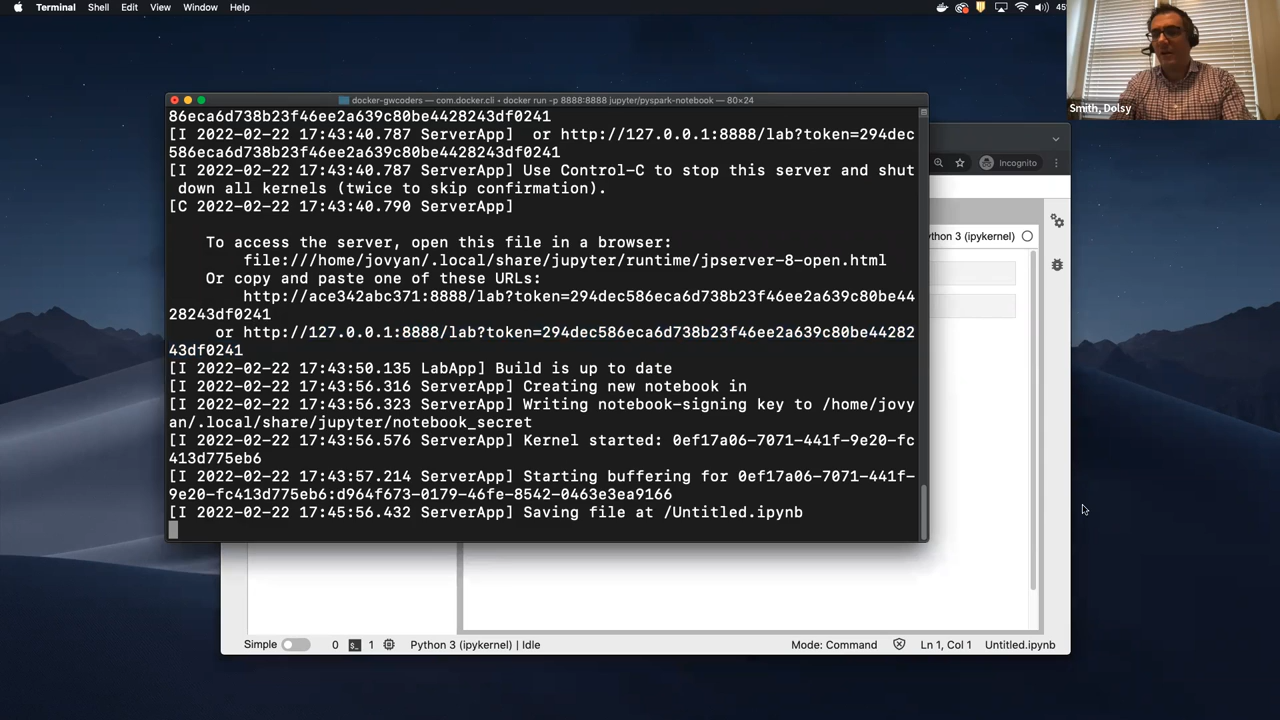 Terminal Shell Edit View Window Help
45
Smith, Dolsy
docker-gwcoders — com.docker.cli • docker run -p 8888:8888 jupyter/pyspark-notebook — 80×24
86eca6d738b23f46ee2a639c80be4428243df0241
[I 2022-02-22 17:43:40.787 ServerApp]  or http://127.0.0.1:8888/lab?token=294dec
586eca6d738b23f46ee2a639c80be4428243df0241
[I 2022-02-22 17:43:40.787 ServerApp] Use Control-C to stop this server and shut
down all kernels (twice to skip confirmation).
[C 2022-02-22 17:43:40.790 ServerApp]
To access the server, open this file in a browser:
file:///home/jovyan/.local/share/jupyter/runtime/jpserver-8-open.html
Or copy and paste one of these URLs:
http://ace342abc371:8888/lab?token=294dec586eca6d738b23f46ee2a639c80be44
28243df0241
or http://127.0.0.1:8888/lab?token=294dec586eca6d738b23f46ee2a639c80be44282
43df0241
[I 2022-02-22 17:43:50.135 LabApp] Build is up to date
[I 2022-02-22 17:43:56.316 ServerApp] Creating new notebook in
[I 2022-02-22 17:43:56.323 ServerApp] Writing notebook-signing key to /home/jovy
an/.local/share/jupyter/notebook_secret
[I 2022-02-22 17:43:56.576 ServerApp] Kernel started: 0ef17a06-7071-441f-9e20-fc
413d775eb6
[I 2022-02-22 17:43:57.214 ServerApp] Starting buffering for 0ef17a06-7071-441f-
9e20-fc413d775eb6:d964f673-0179-46fe-8542-0463e3ea9166
[I 2022-02-22 17:45:56.432 ServerApp] Saving file at /Untitled.ipynb
Incognito
ython 3 (ipykernel)
Simple 0 1 Python 3 (ipykernel) | Idle Mode: Command Ln 1, Col 1 Untitled.ipynb